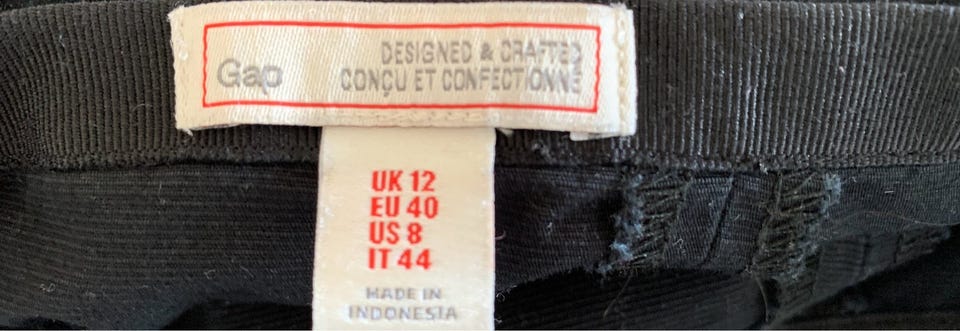 Gap
DESIGNED & CRAFTED
CONÇU ET CONFECTIONNÉ
UK 12
EU 40
US 8
IT 44
MADE IN
INDONESIA